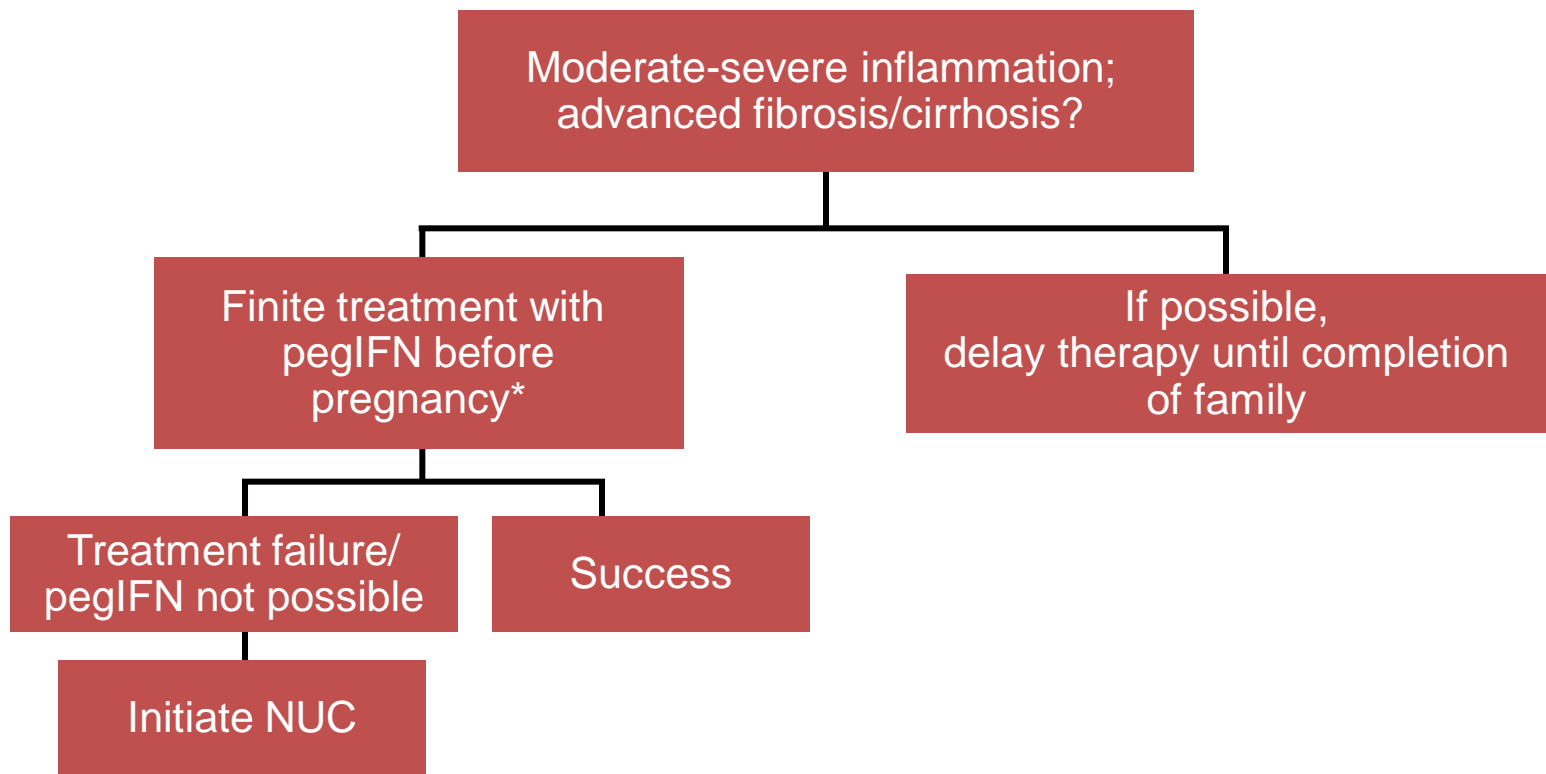 Moderate-severe inflammation;
advanced fibrosis/cirrhosis?
Finite treatment with
pegIFN before
pregnancy*
If possible,
delay therapy until completion
of family
Treatment failure/
pegIFN not possible
Success
Initiate NUC